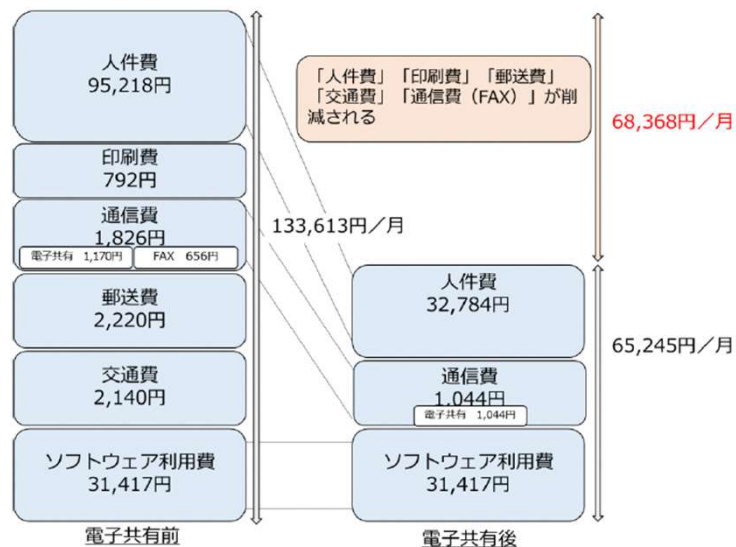 人件費
95,218円
印刷費
792円
通信費
1,826円
電子共有 1,170円
FAX 656円
郵送費
2,220円
交通費
2,140円
ソフトウェア利用費
31,417円
電子共有前
133,613円／月
「人件費」「印刷費」「郵送費」
「交通費」「通信費（FAX）」が削
減される
68,368円／月
人件費
32,784円
通信費
1,044円
電子共有 1,044円
ソフトウェア利用費
31,417円
電子共有後
65,245円／月